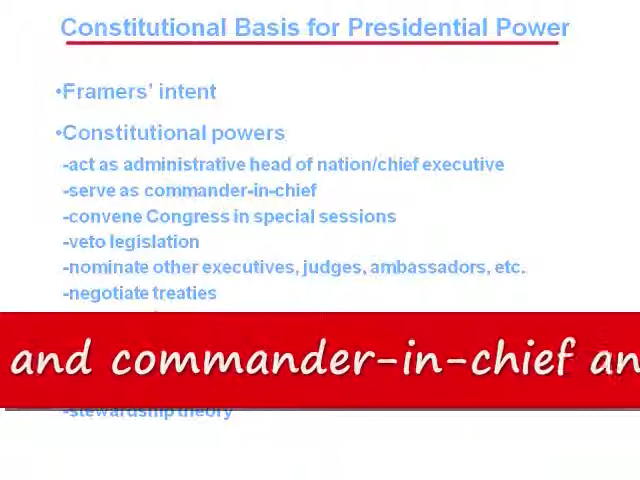 Constitutional Basis for Presidential Power
•Framers' intent
•Constitutional powers
-act as administrative head of nation/chief executive
-serve as commander-in-chief
-convene Congress in special sessions
-veto legislation
-nominate other executives, judges, ambassadors, etc.
-negotiate treaties
and commander-in-chief an
-stewardship theory